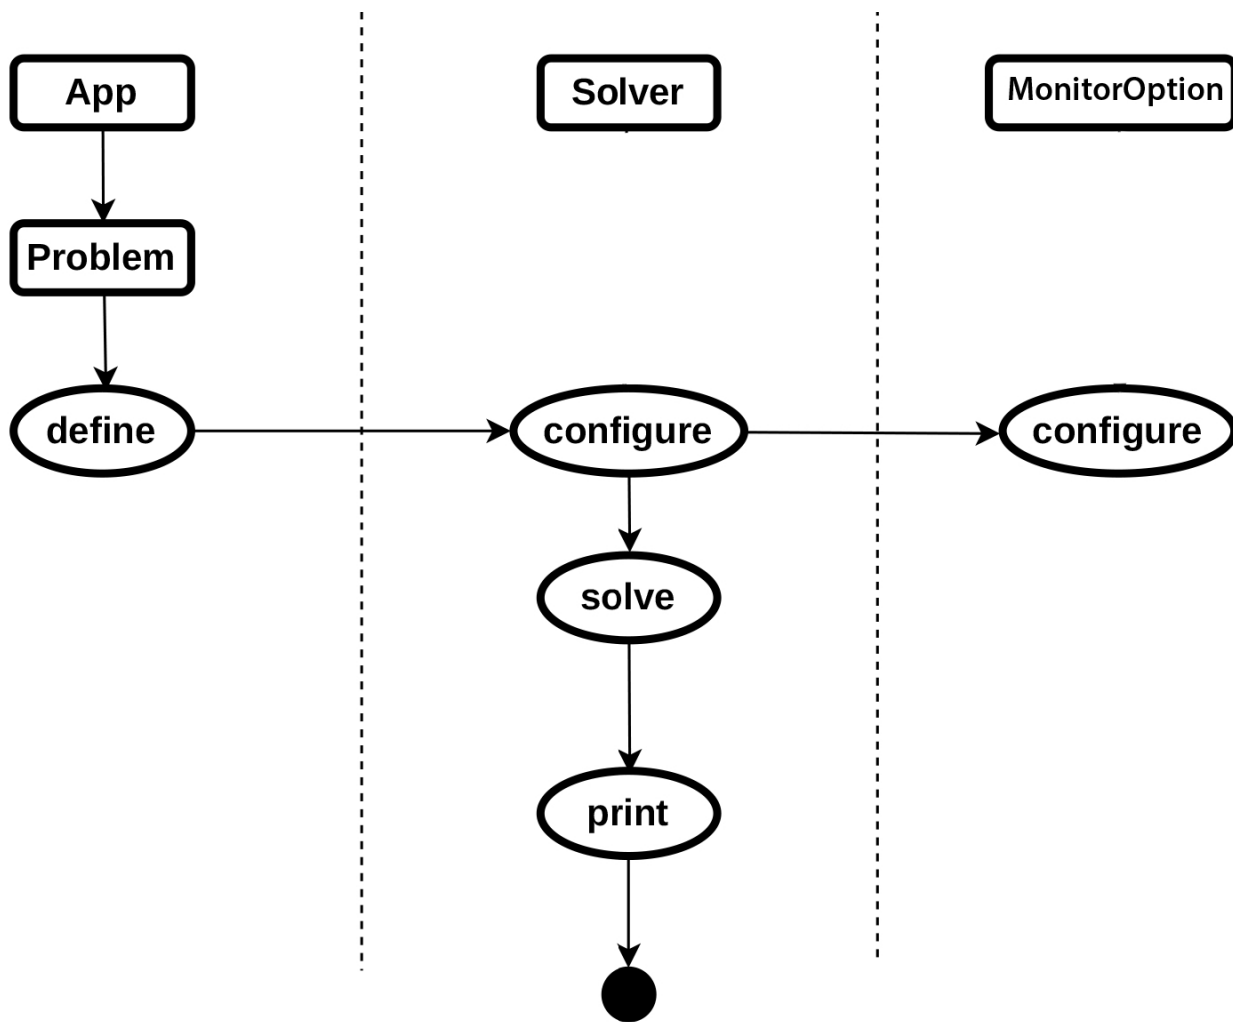 App
Solver
MonitorOption
Problem
define
configure
configure
solve
print